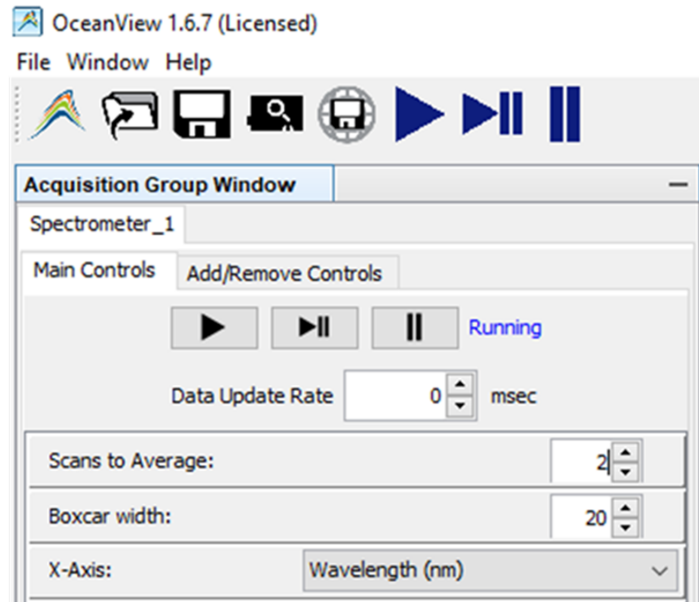 OceanView 1.6.7 (Licensed)
File Window Help
Acquisition Group Window
Spectrometer_1
Main Controls Add/Remove Controls
Running
Data Update Rate 0 msec
Scans to Average: 2
Boxcar width: 20
X-Axis: Wavelength (nm)